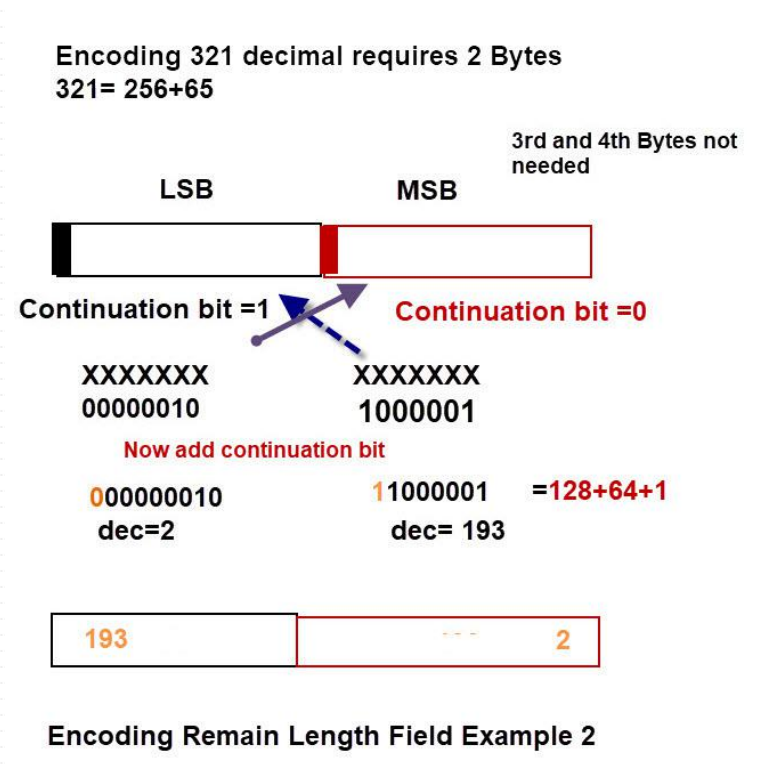 Encoding 321 decimal requires 2 Bytes
321= 256+65
3rd and 4th Bytes not
needed
LSB MSB
Continuation bit =1 Continuation bit =0
XXXXXXX XXXXXXX
00000010 1000001
Now add continuation bit
000000010 11000001 =128+64+1
dec=2 dec= 193
193 - - - 2
Encoding Remain Length Field Example 2